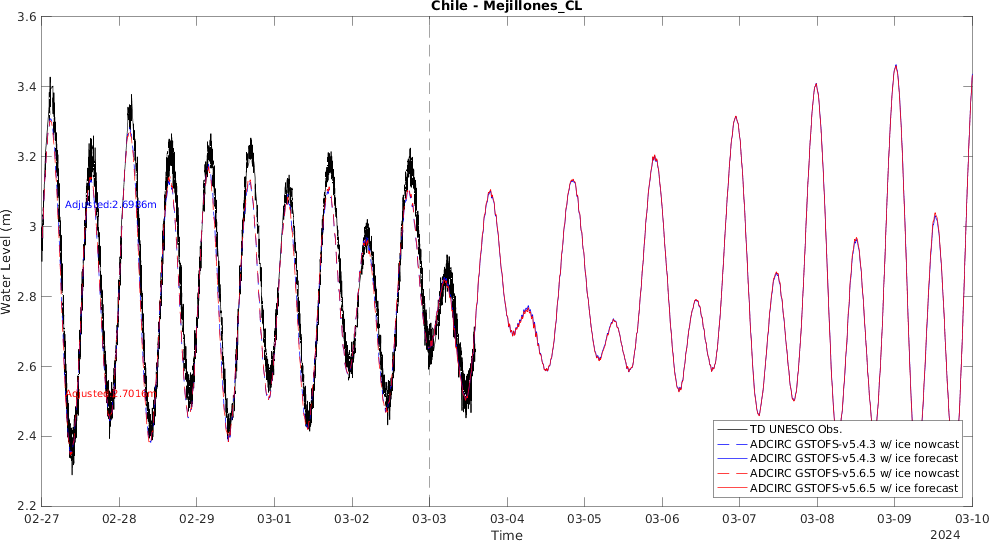 Chile - Mejillones_CL
3.6
3.4
3.2
3
2.8
2.6
2.4
2.2
Water Level (m)
Adjusted:2.6986m
Adjusted:2.7010m
TD UNESCO Obs.
ADCIRC GSTOFS-v5.4.3 w/ ice nowcast
ADCIRC GSTOFS-v5.4.3 w/ ice forecast
ADCIRC GSTOFS-v5.6.5 w/ ice nowcast
ADCIRC GSTOFS-v5.6.5 w/ ice forecast
02-27 02-28 02-29 03-01 03-02 03-03 03-04 03-05 03-06 03-07 03-08 03-09 03-10
Time
2024